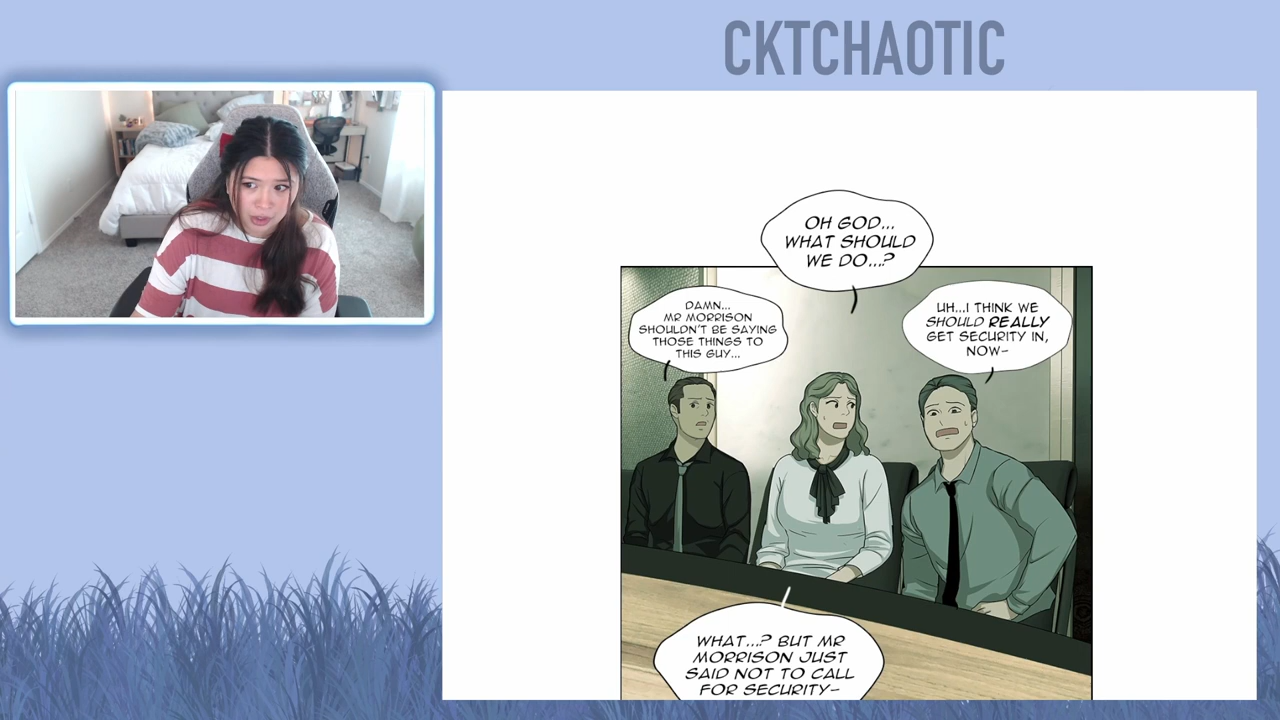 CKTCHAOTIC
OH GOD...
WHAT SHOULD
WE DO...?
DAMN...
MR MORRISON
SHOULDN'T BE SAYING
THOSE THINGS TO
THIS GUY...
UH...I THINK WE
SHOULD REALLY
GET SECURITY IN,
NOW-
WHAT...? BUT MR
MORRISON JUST
SAID NOT TO CALL
FOR SECURITY-